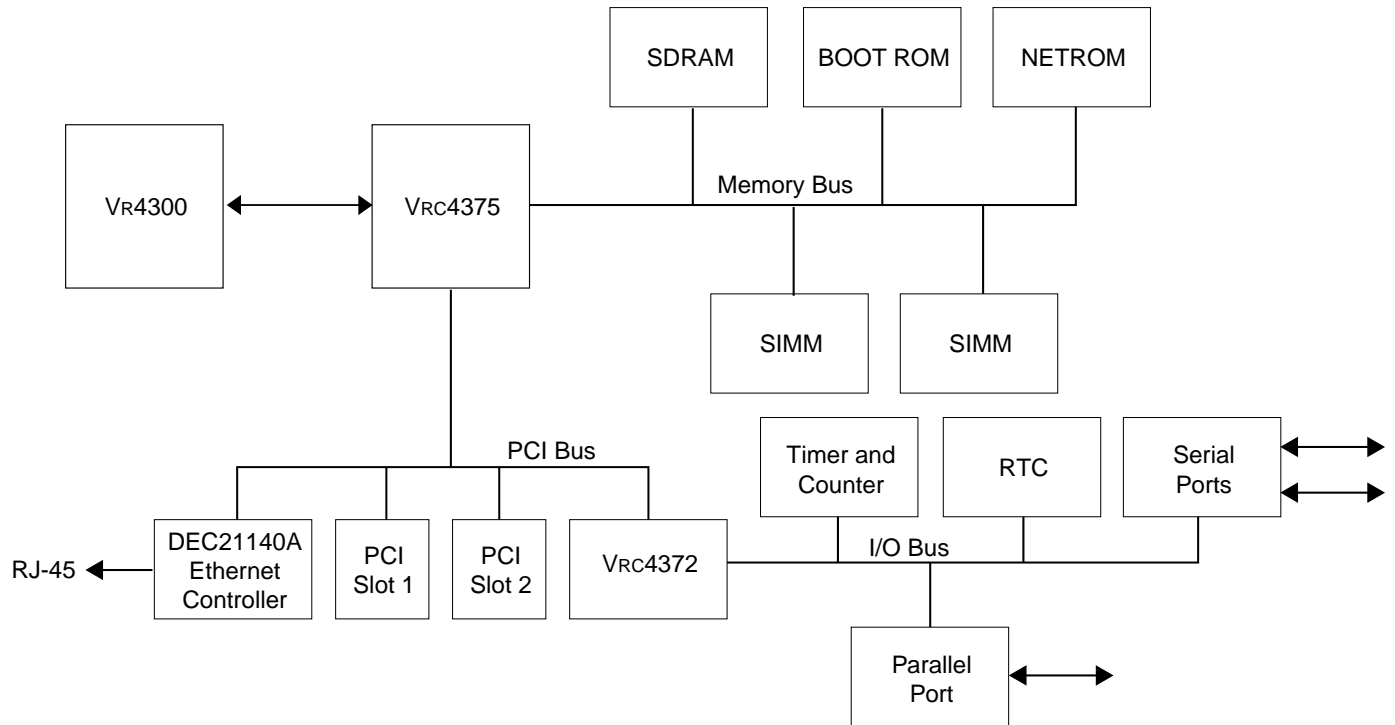 SDRAM
BOOT ROM
NETROM
VR4300
VRC4375
Memory Bus
SIMM
SIMM
PCI Bus
Timer and
Counter
RTC
Serial
Ports
RJ-45
DEC21140A
Ethernet
Controller
PCI
Slot 1
PCI
Slot 2
VRC4372
I/O Bus
Parallel
Port